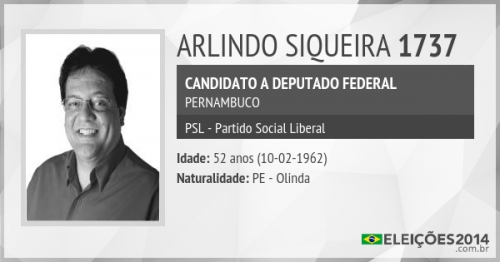 ARLINDO SIQUEIRA 1737
CANDIDATO A DEPUTADO FEDERAL
PERNAMBUCO
PSL - Partido Social Liberal
Idade: 52 anos (10-02-1962)
Naturalidade: PE - Olinda
ELEIÇÕES2014
.com.br